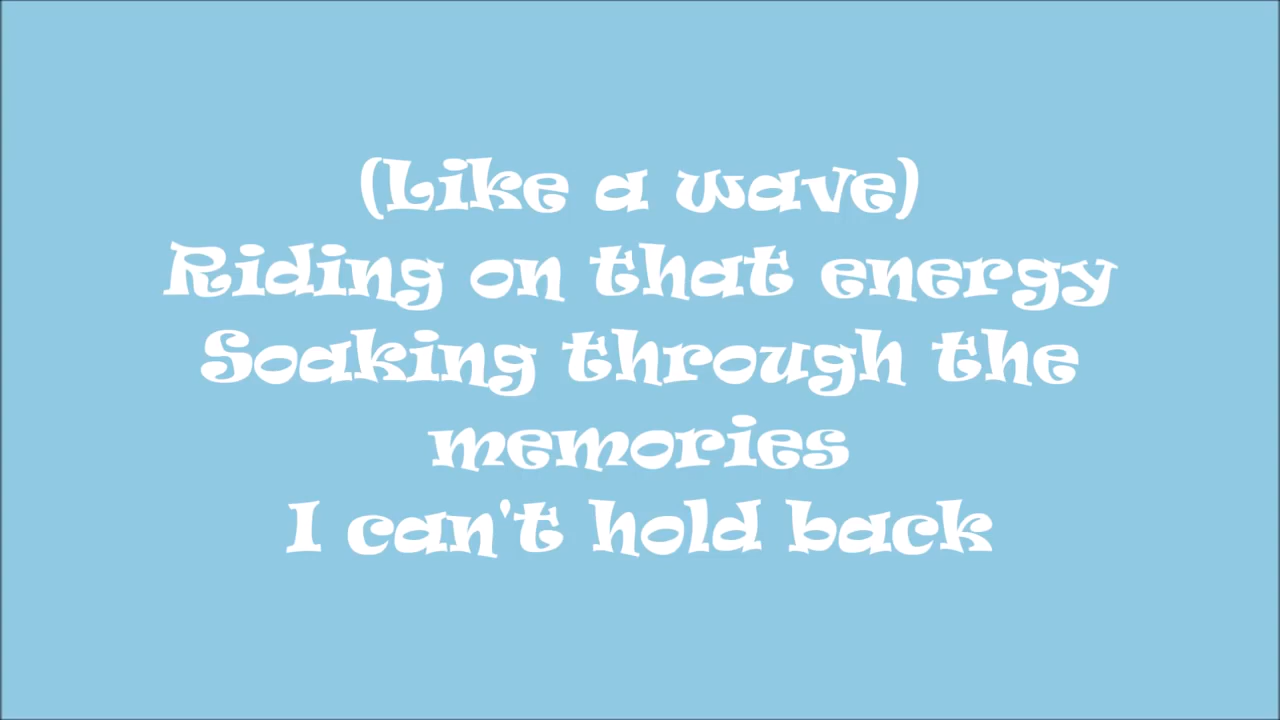 (Like a wave)
Riding on that energy
Soaking through the
memories
I can't hold back